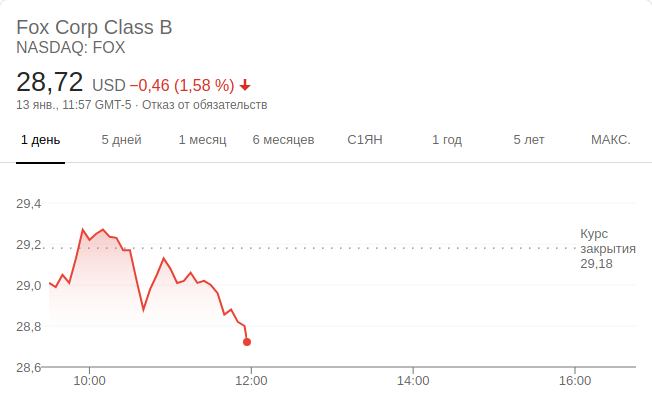 Fox Corp Class B
NASDAQ: FOX
28,72 USD −0,46 (1,58 %)
13 янв., 11:57 GMT-5 · Отказ от обязательств
1 день 5 дней 1 месяц 6 месяцев С1ЯН 1 год 5 лет МАКС.
29,4
29,2
29,0
28,8
28,6
Курс
закрытия
29,18
10:00 12:00 14:00 16:00